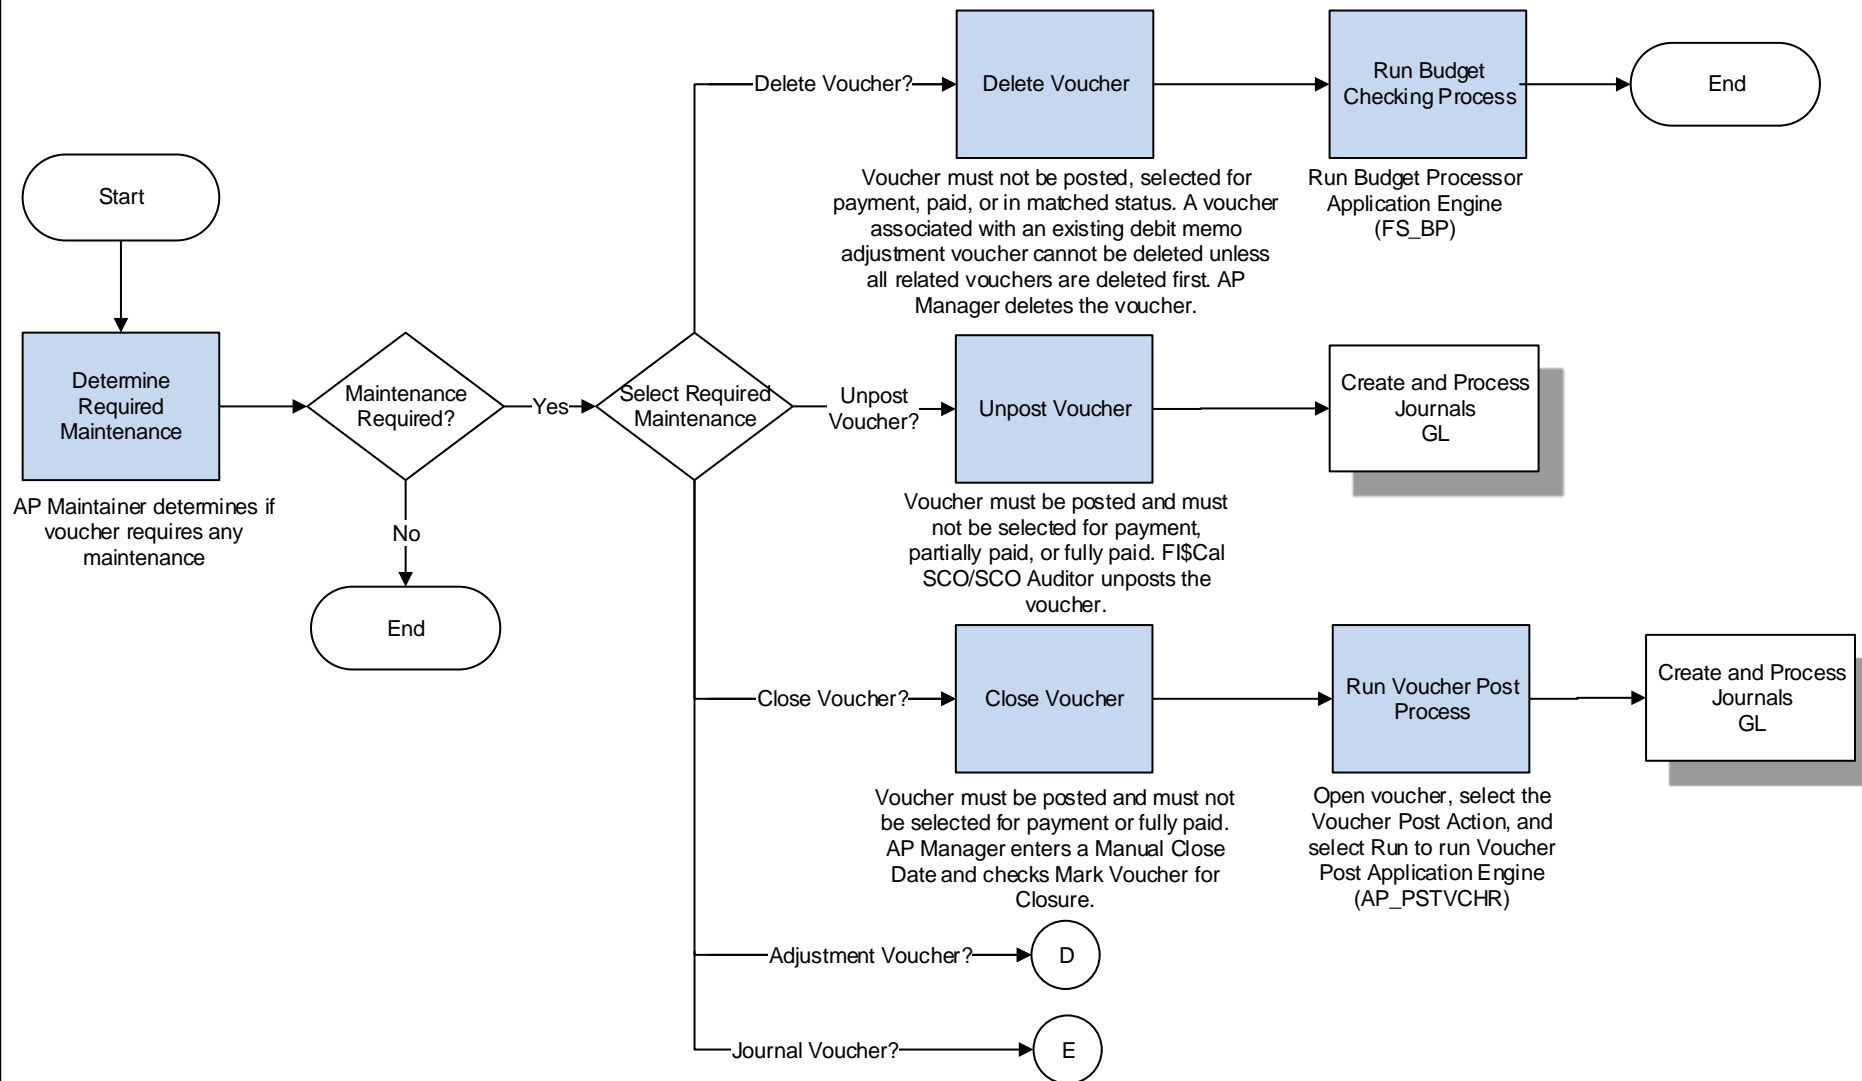 Start
Determine
Required
Maintenance
AP Maintainer determines if
voucher requires any
maintenance
Maintenance
Required?
Yes
No
End
Select Required
Maintenance
Delete Voucher?
Delete Voucher
Voucher must not be posted, selected for
payment, paid, or in matched status. A voucher
associated with an existing debit memo
adjustment voucher cannot be deleted unless
all related vouchers are deleted first. AP
Manager deletes the voucher.
Run Budget
Checking Process
Run Budget Processor
Application Engine
(FS_BP)
End
Unpost
Voucher?
Unpost Voucher
Voucher must be posted and must
not be selected for payment,
partially paid, or fully paid. FI$Cal
SCO/SCO Auditor unposts the
voucher.
Create and Process
Journals
GL
Close Voucher?
Close Voucher
Voucher must be posted and must not
be selected for payment or fully paid.
AP Manager enters a Manual Close
Date and checks Mark Voucher for
Closure.
Run Voucher Post
Process
Open voucher, select the
Voucher Post Action, and
select Run to run Voucher
Post Application Engine
(AP_PSTVCHR)
Create and Process
Journals
GL
Adjustment Voucher?
D
Journal Voucher?
E